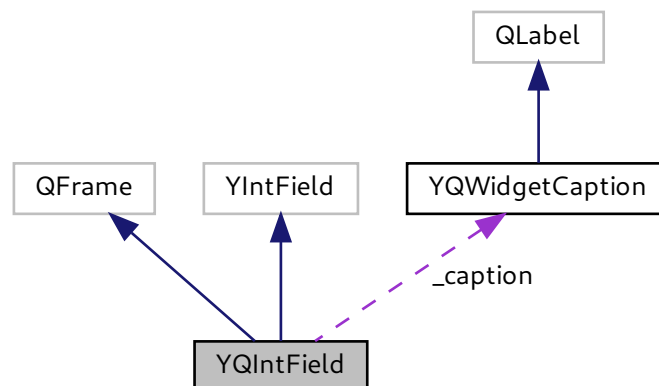 QLabel
QFrame
YIntField
YQWidgetCaption
_caption
YQIntField